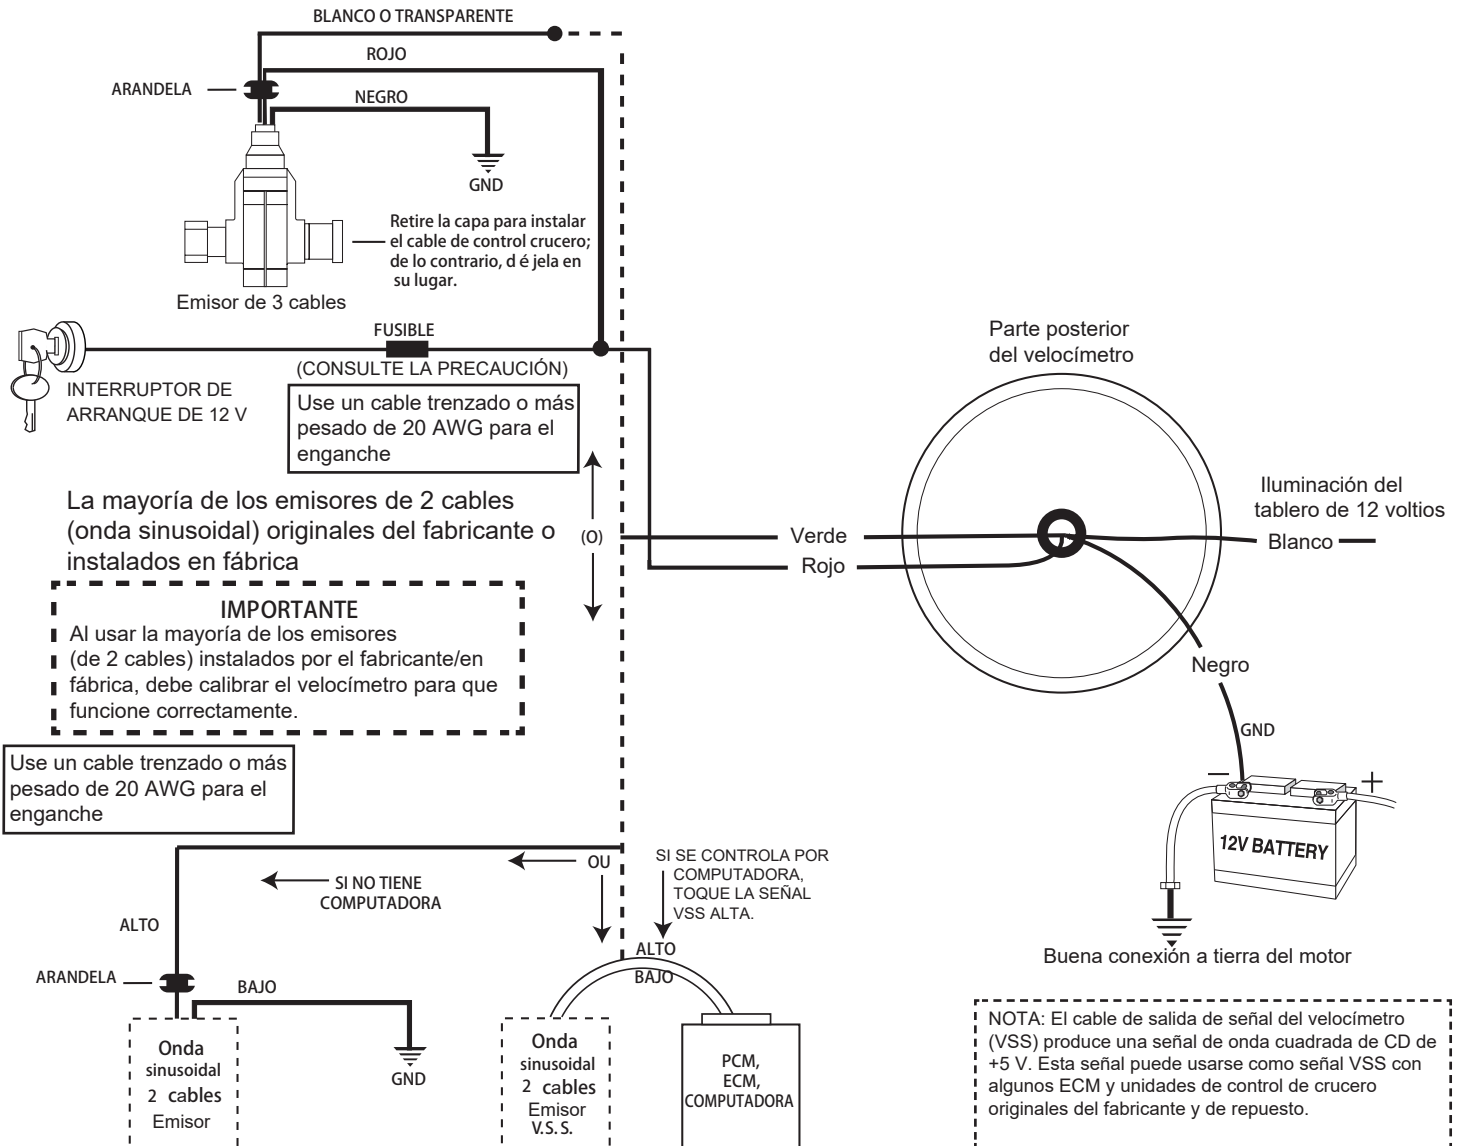 BLANCO O TRANSPARENTE
ROJO
ARANDELA
NEGRO
GND
Retire la capa para instalar
el cable de control crucero;
de lo contrario, d é jela en
su lugar.
Emisor de 3 cables
FUSIBLE
(CONSULTE LA PRECAUCIÓN)
INTERRUPTOR DE
ARRANQUE DE 12 V
Use un cable trenzado o más
pesado de 20 AWG para el
enganche
La mayoría de los emisores de 2 cables
(onda sinusoidal) originales del fabricante o
instalados en fábrica
(O)
IMPORTANTE
Al usar la mayoría de los emisores
(de 2 cables) instalados por el fabricante/en
fábrica, debe calibrar el velocímetro para que
funcione correctamente.
Use un cable trenzado o más
pesado de 20 AWG para el
enganche
Parte posterior
del velocímetro
Verde
Rojo
Iluminación del
tablero de 12 voltios
Blanco
Negro
GND
− +
12V BATTERY
Buena conexión a tierra del motor
OU
SI NO TIENE
COMPUTADORA
SI SE CONTROLA POR
COMPUTADORA,
TOQUE LA SEÑAL
VSS ALTA.
ALTO
ARANDELA
BAJO
GND
Onda
sinusoidal
2 cables
Emisor
ALTO
BAJO
Onda
sinusoidal
2 cables
Emisor
V.S.S.
PCM,
ECM,
COMPUTADORA
NOTA: El cable de salida de señal del velocímetro
(VSS) produce una señal de onda cuadrada de CD de
+5 V. Esta señal puede usarse como señal VSS con
algunos ECM y unidades de control de crucero
originales del fabricante y de repuesto.